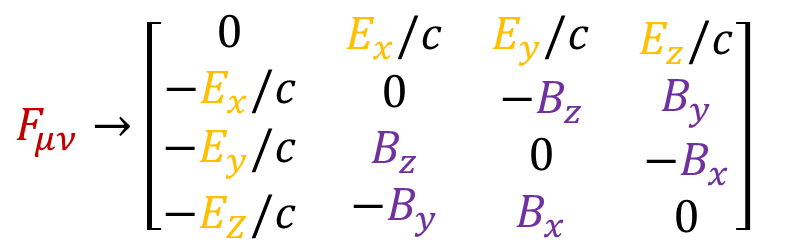 0 E_x/c E_y/c E_z/c
−E_x/c 0 −B_z B_y
F_μν → −E_y/c B_z 0 −B_x
−E_Z/c −B_y B_x 0